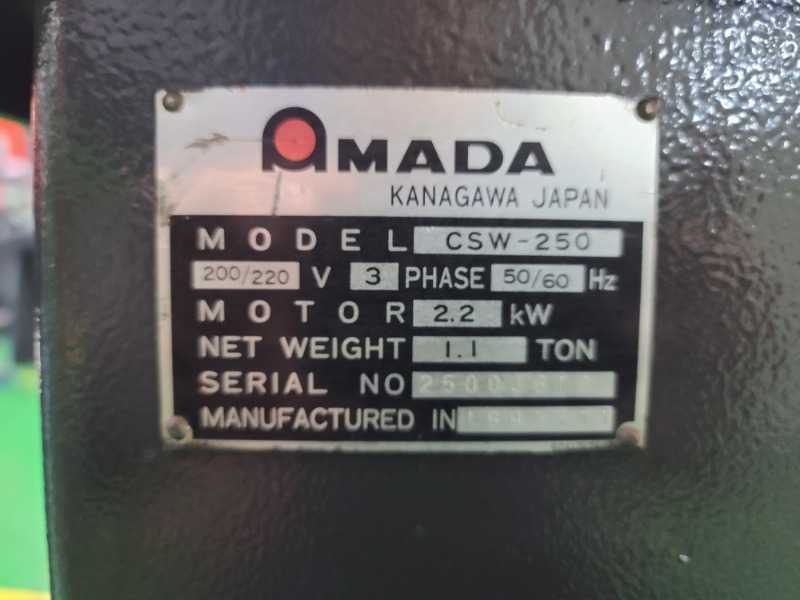 AMADA
KANAGAWA JAPAN
MODEL CSW-250
200/220 V 3 PHASE 50/60 Hz
MOTOR 2.2 kW
NET WEIGHT 1.1 TON
SERIAL NO
MANUFACTURED IN